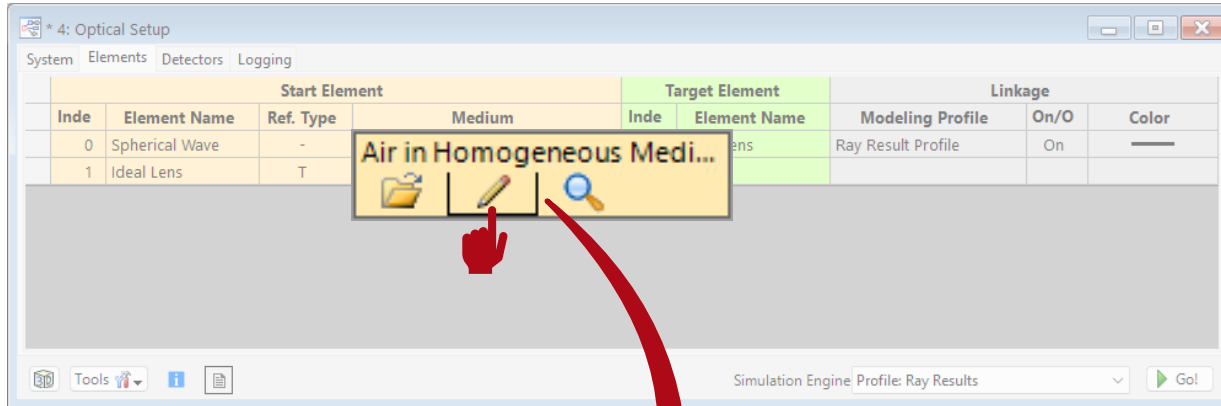 * 4: Optical Setup
System Elements Detectors Logging
Start Element Target Element Linkage
Inde Element Name Ref. Type Medium Inde Element Name Modeling Profile On/O Color
0 Spherical Wave - Air in Homogeneous Medi... ens Ray Result Profile On
1 Ideal Lens T
Tools Simulation Engine Profile: Ray Results Go!